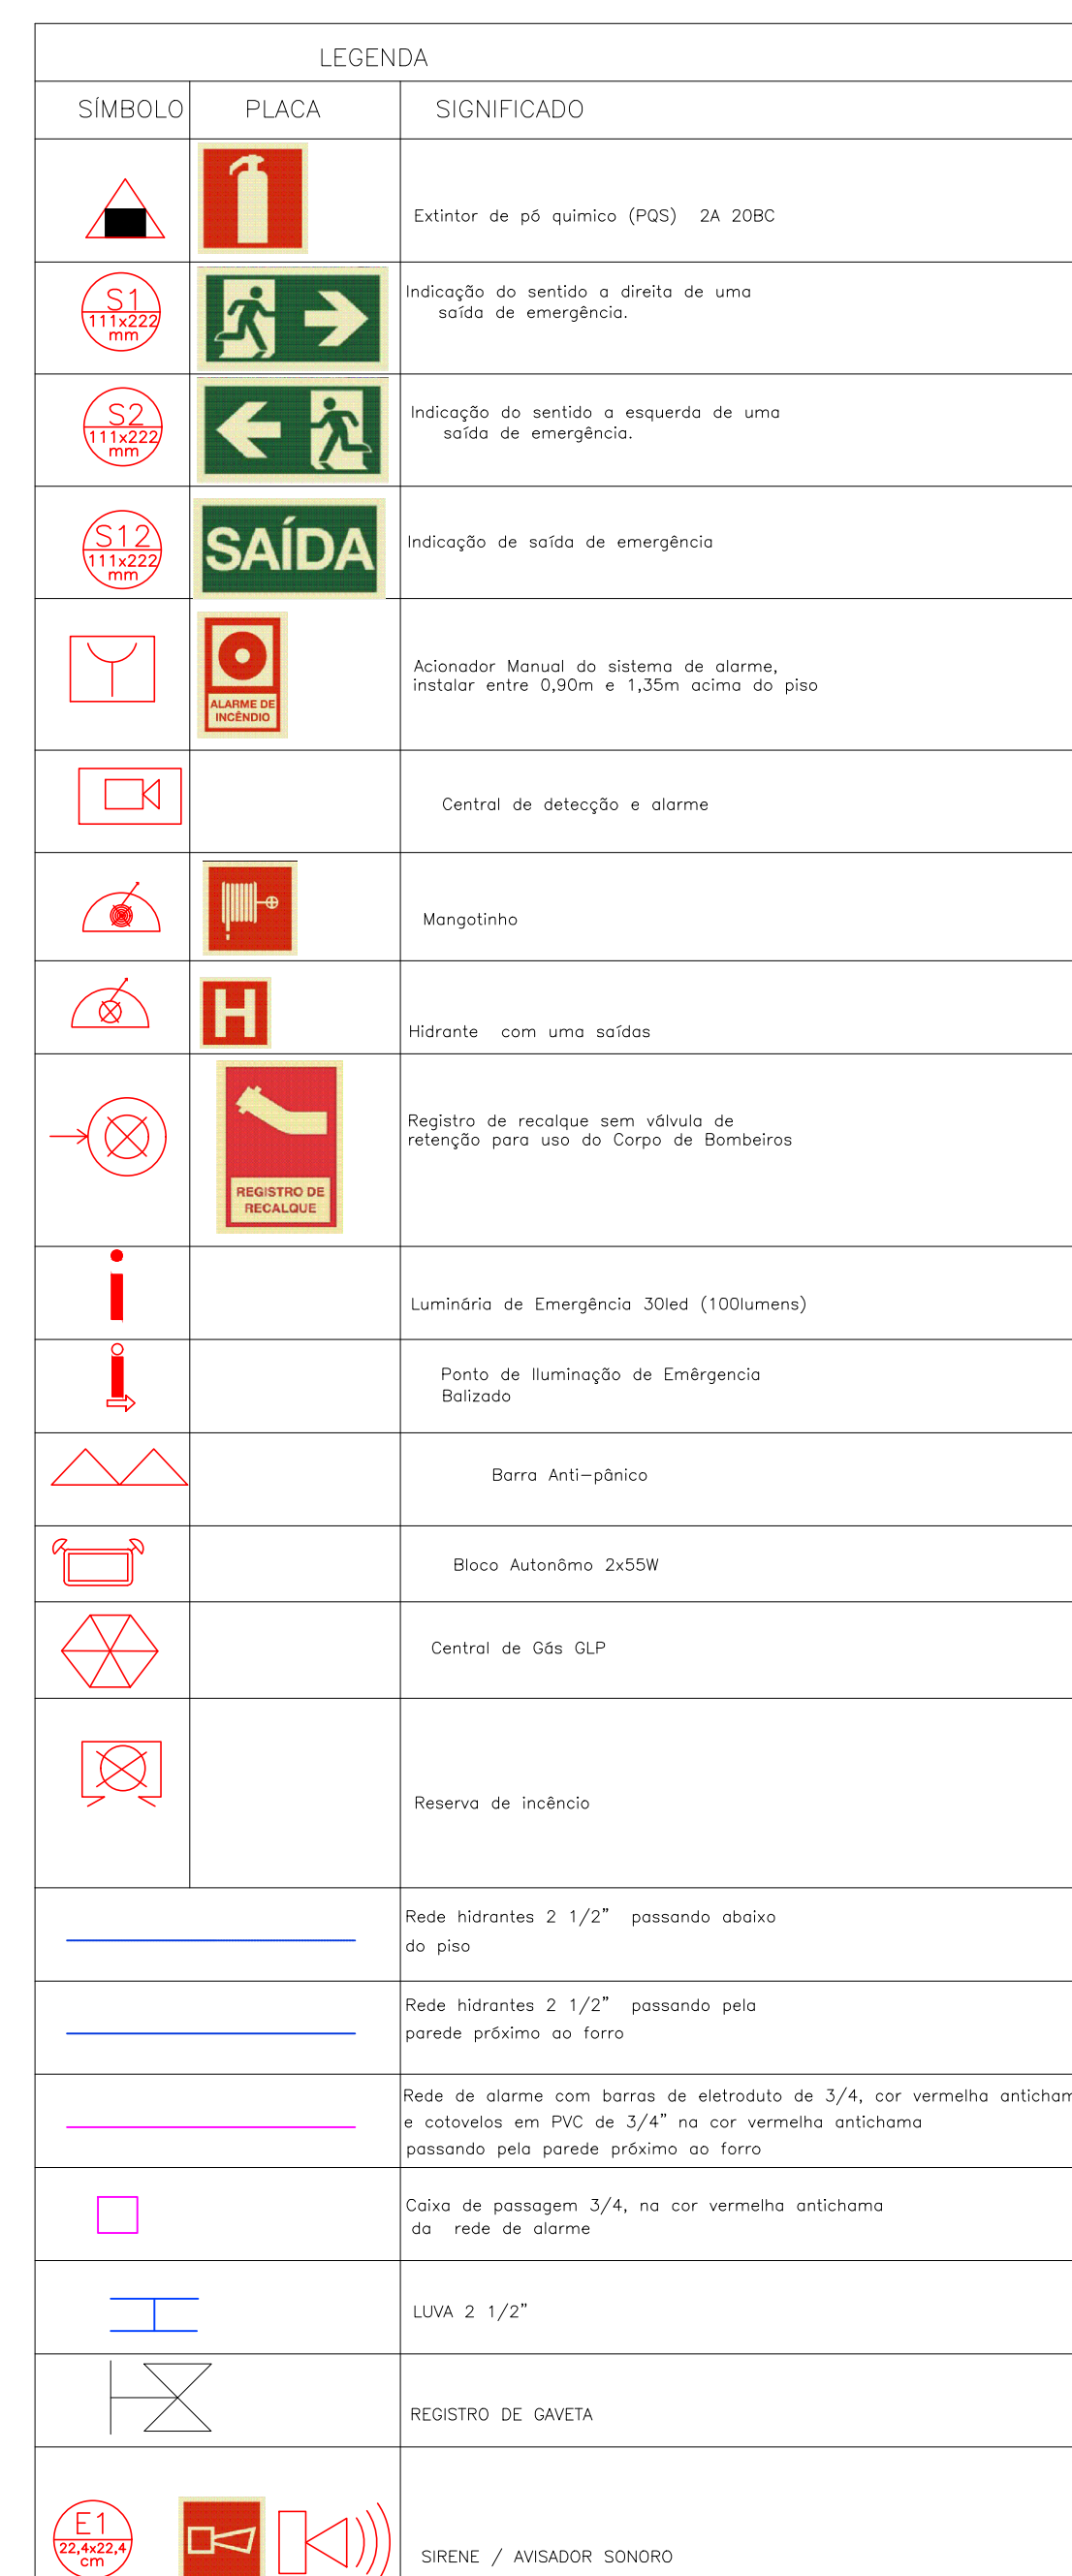 LEGENDA
SÍMBOLO PLACA SIGNIFICADO
Extintor de pó quimico (PQS) 2A 20BC
S1
111x222
mm
Indicação do sentido a direita de uma
saída de emergência.
S2
111x222
mm
Indicação do sentido a esquerda de uma
saída de emergência.
S12
111x222
mm
SAÍDA
Indicação de saída de emergência
ALARME DE
INCÊNDIO
Acionador Manual do sistema de alarme,
instalar entre 0,90m e 1,35m acima do piso
Central de detecção e alarme
Mangotinho
H
Hidrante com uma saídas
REGISTRO DE
RECALQUE
Registro de recalque sem válvula de
retenção para uso do Corpo de Bombeiros
Luminária de Emergência 30led (100lumens)
Ponto de Iluminação de Emêrgencia
Balizado
Barra Anti-pânico
Bloco Autonômo 2x55W
Central de Gás GLP
Reserva de incêncio
Rede hidrantes 2 1/2” passando abaixo
do piso
Rede hidrantes 2 1/2” passando pela
parede próximo ao forro
Rede de alarme com barras de eletroduto de 3/4, cor vermelha anticham
e cotovelos em PVC de 3/4” na cor vermelha antichama
passando pela parede próximo ao forro
Caixa de passagem 3/4, na cor vermelha antichama
da rede de alarme
LUVA 2 1/2”
REGISTRO DE GAVETA
E1
22,4x22,4
cm
SIRENE / AVISADOR SONORO